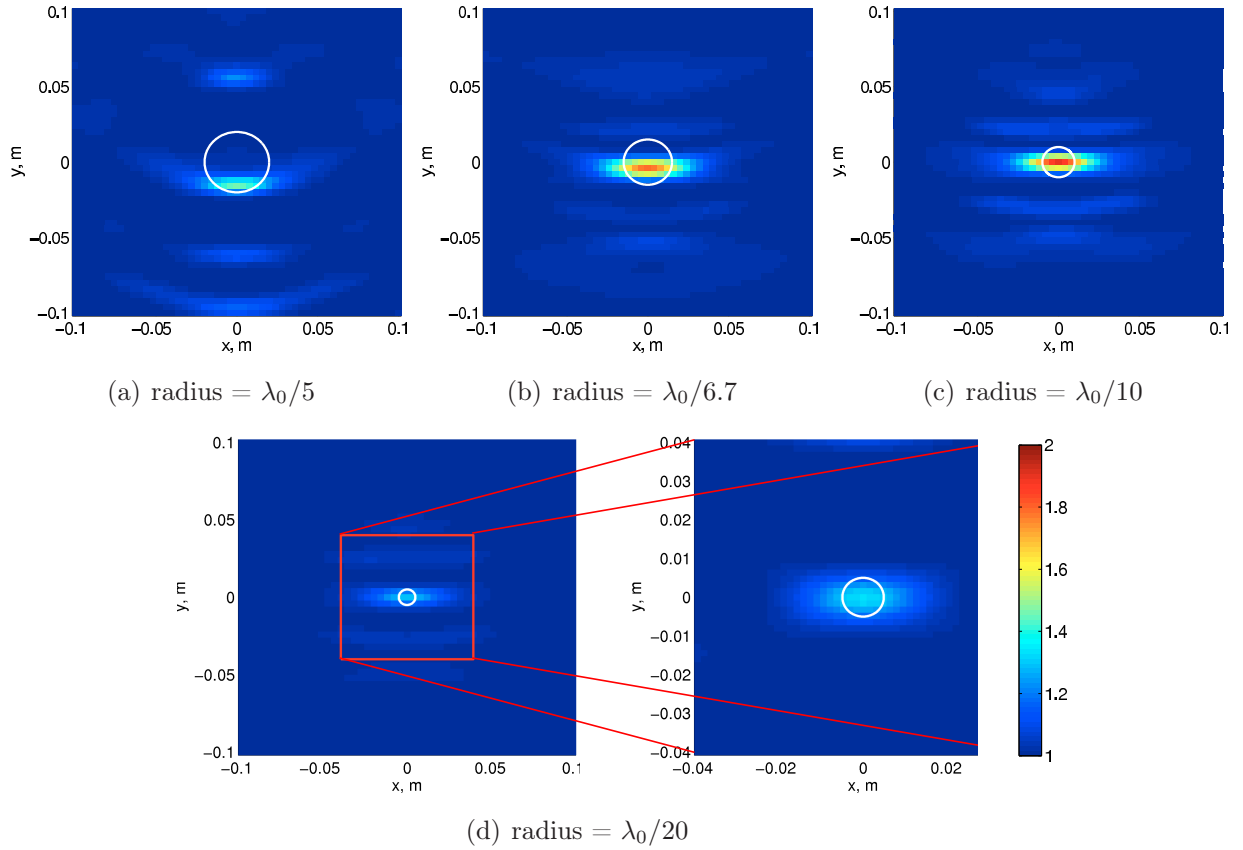 0.1
0.05
0
−0.05
−0.1
y, m
−0.1 −0.05 0 0.05 0.1
x, m
(a) radius = λ₀/5
0.1
0.05
0
−0.05
−0.1
y, m
−0.1 −0.05 0 0.05 0.1
x, m
(b) radius = λ₀/6.7
0.1
0.05
0
−0.05
−0.1
y, m
−0.1 −0.05 0 0.05 0.1
x, m
(c) radius = λ₀/10
0.1
0.05
0
−0.05
−0.1
y, m
−0.1 −0.05 0 0.05 0.1
x, m
0.04
0.03
0.02
0.01
0
−0.01
−0.02
−0.03
−0.04
y, m
−0.04 −0.02 0 0.02
x, m
2
1.8
1.6
1.4
1.2
1
(d) radius = λ₀/20